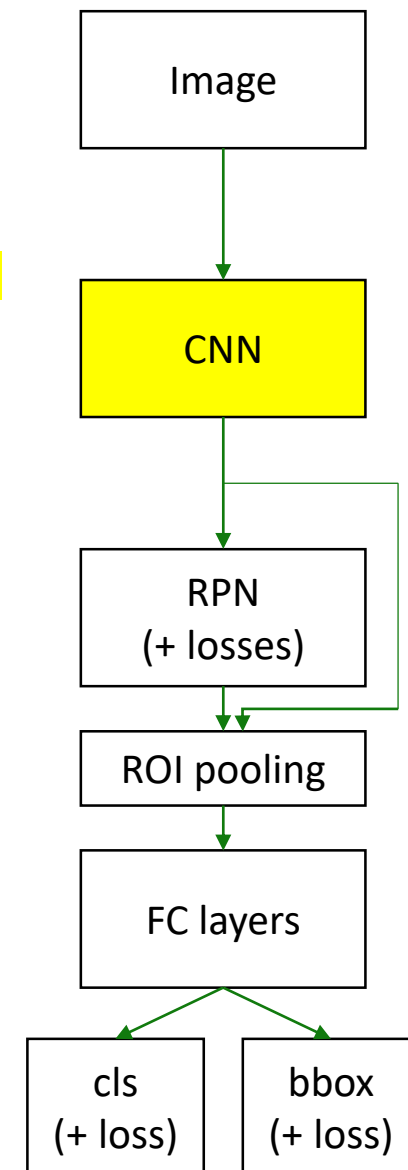 Image
CNN
RPN
(+ losses)
ROI pooling
FC layers
cls
(+ loss)
bbox
(+ loss)